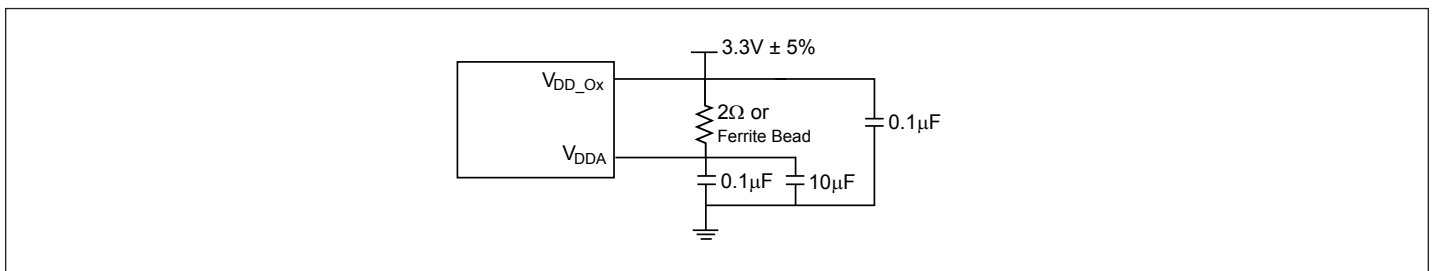 3.3V ± 5%
VDD_Ox
2Ω or
Ferrite Bead
0.1μF
VDDA
0.1μF
10μF